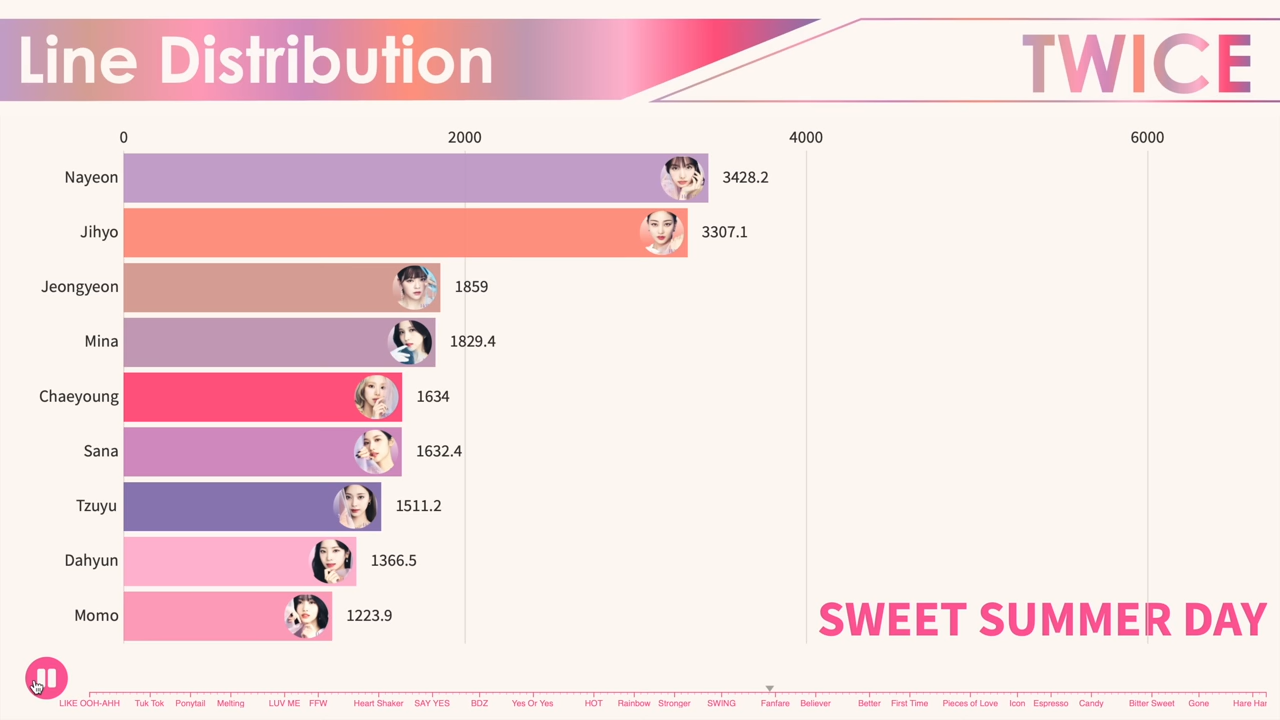 Line Distribution
TWICE
0 2000 4000 6000
Nayeon 3428.2
Jihyo 3307.1
Jeongyeon 1859
Mina 1829.4
Chaeyoung 1634
Sana 1632.4
Tzuyu 1511.2
Dahyun 1366.5
Momo 1223.9
SWEET SUMMER DAY
LIKE OOH-AHH Tuk Tok Ponytail Melting LUV ME FFW Heart Shaker SAY YES BDZ Yes Or Yes HOT Rainbow Stronger SWING Fanfare Believer Better First Time Pieces of Love Icon Espresso Candy Bitter Sweet Gone Hare Har